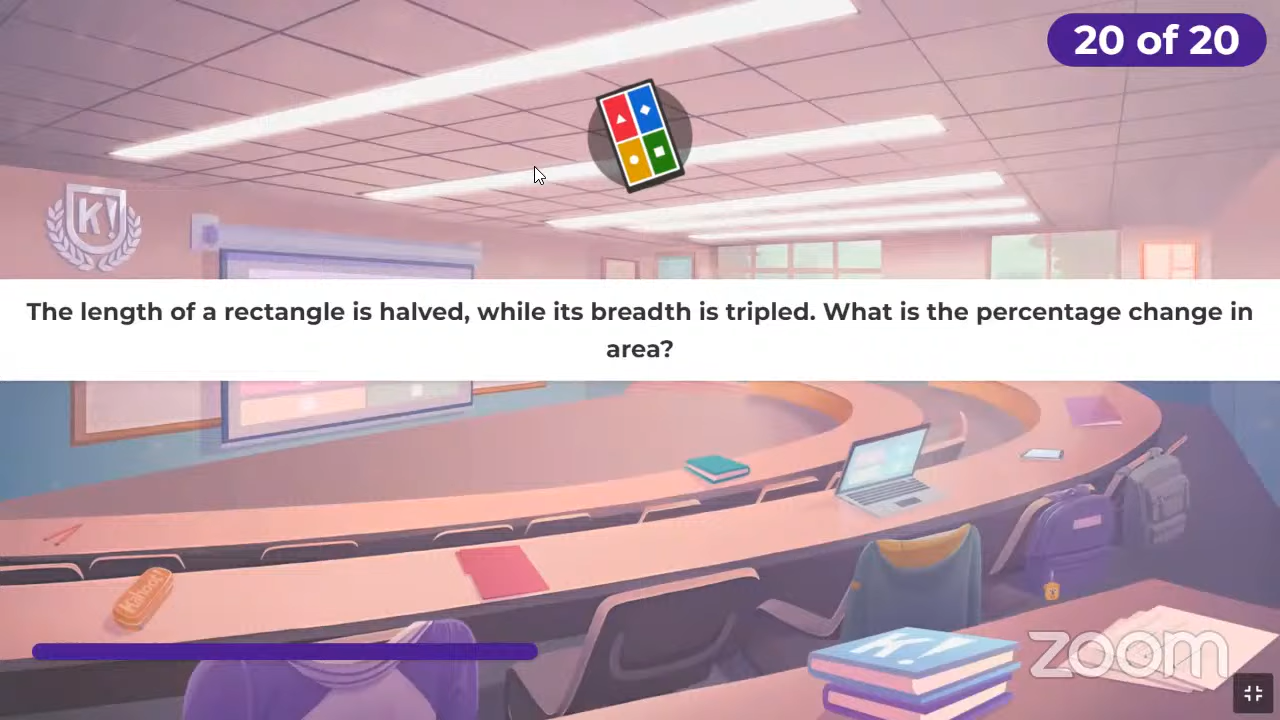 20 of 20
K!
The length of a rectangle is halved, while its breadth is tripled. What is the percentage change in
area?
Kahoot!
K!
zoom